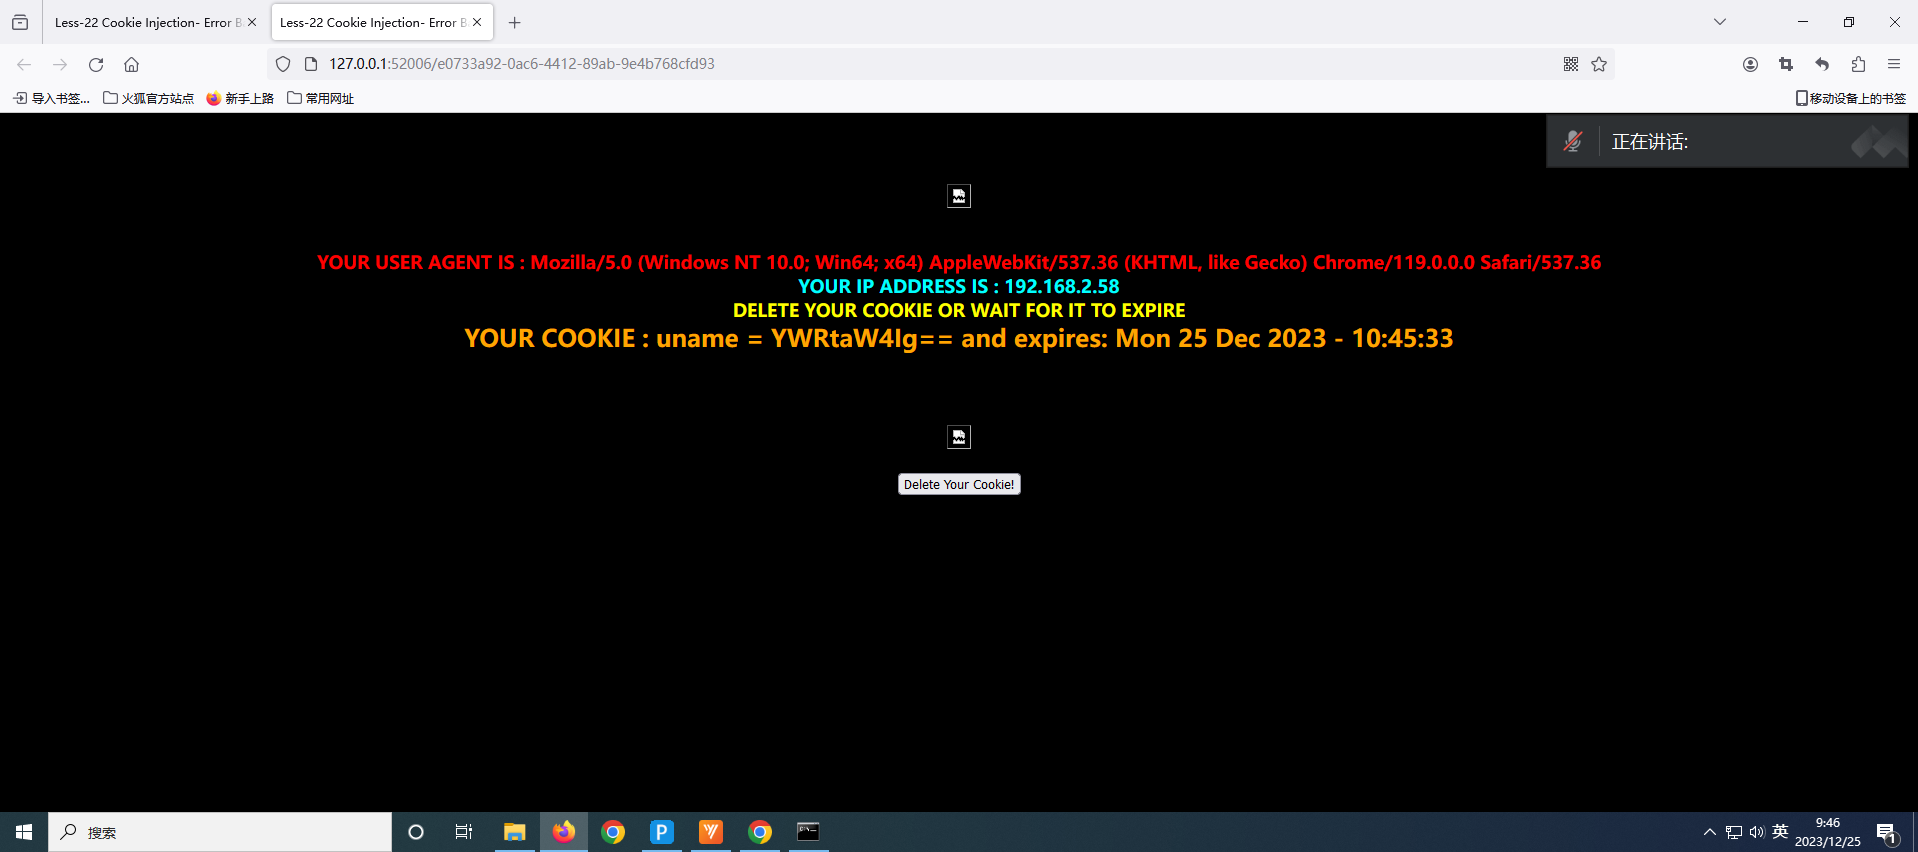 Less-22 Cookie Injection- Error B
Less-22 Cookie Injection- Error B
127.0.0.1:52006/e0733a92-0ac6-4412-89ab-9e4b768cfd93
导入书签...
火狐官方站点
新手上路
常用网址
移动设备上的书签
正在讲话:
YOUR USER AGENT IS : Mozilla/5.0 (Windows NT 10.0; Win64; x64) AppleWebKit/537.36 (KHTML, like Gecko) Chrome/119.0.0.0 Safari/537.36
YOUR IP ADDRESS IS : 192.168.2.58
DELETE YOUR COOKIE OR WAIT FOR IT TO EXPIRE
YOUR COOKIE : uname = YWRtaW4Ig== and expires: Mon 25 Dec 2023 - 10:45:33
Delete Your Cookie!
搜索
P
英
9:46
2023/12/25
1